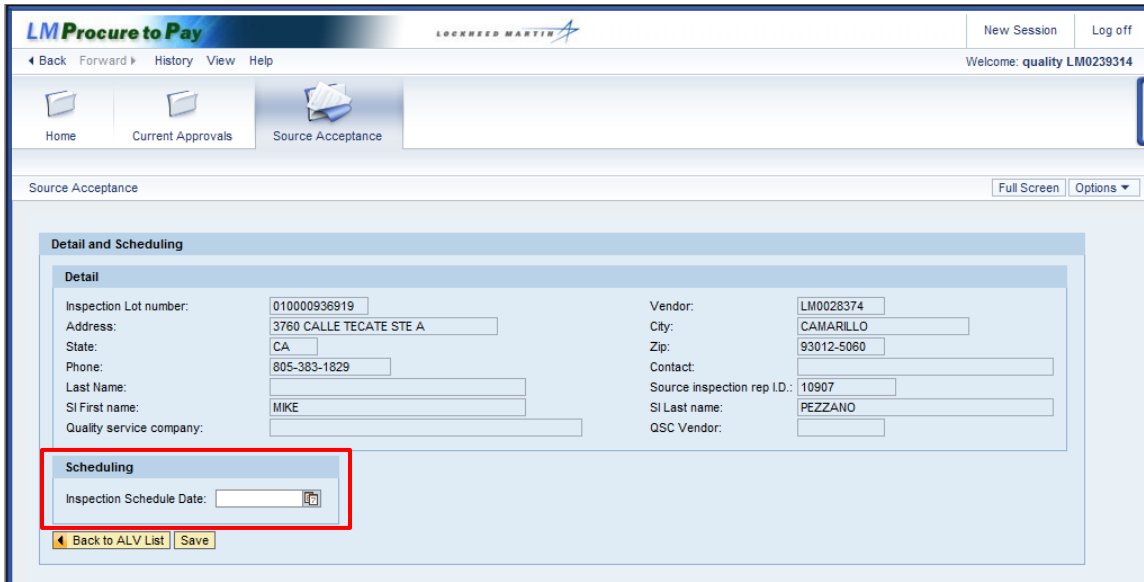 LM Procure to Pay LOCKHEED MARTIN New Session Log off
Back Forward History View Help Welcome: quality LM0239314
Home Current Approvals Source Acceptance
Source Acceptance Full Screen Options
Detail and Scheduling
Detail
Inspection Lot number: 010000936919 Vendor: LM0028374
Address: 3760 CALLE TECATE STE A City: CAMARILLO
State: CA Zip: 93012-5060
Phone: 805-383-1829 Contact:
Last Name: Source inspection rep I.D.: 10907
SI First name: MIKE SI Last name: PEZZANO
Quality service company: QSC Vendor:
Scheduling
Inspection Schedule Date:
Back to ALV List Save